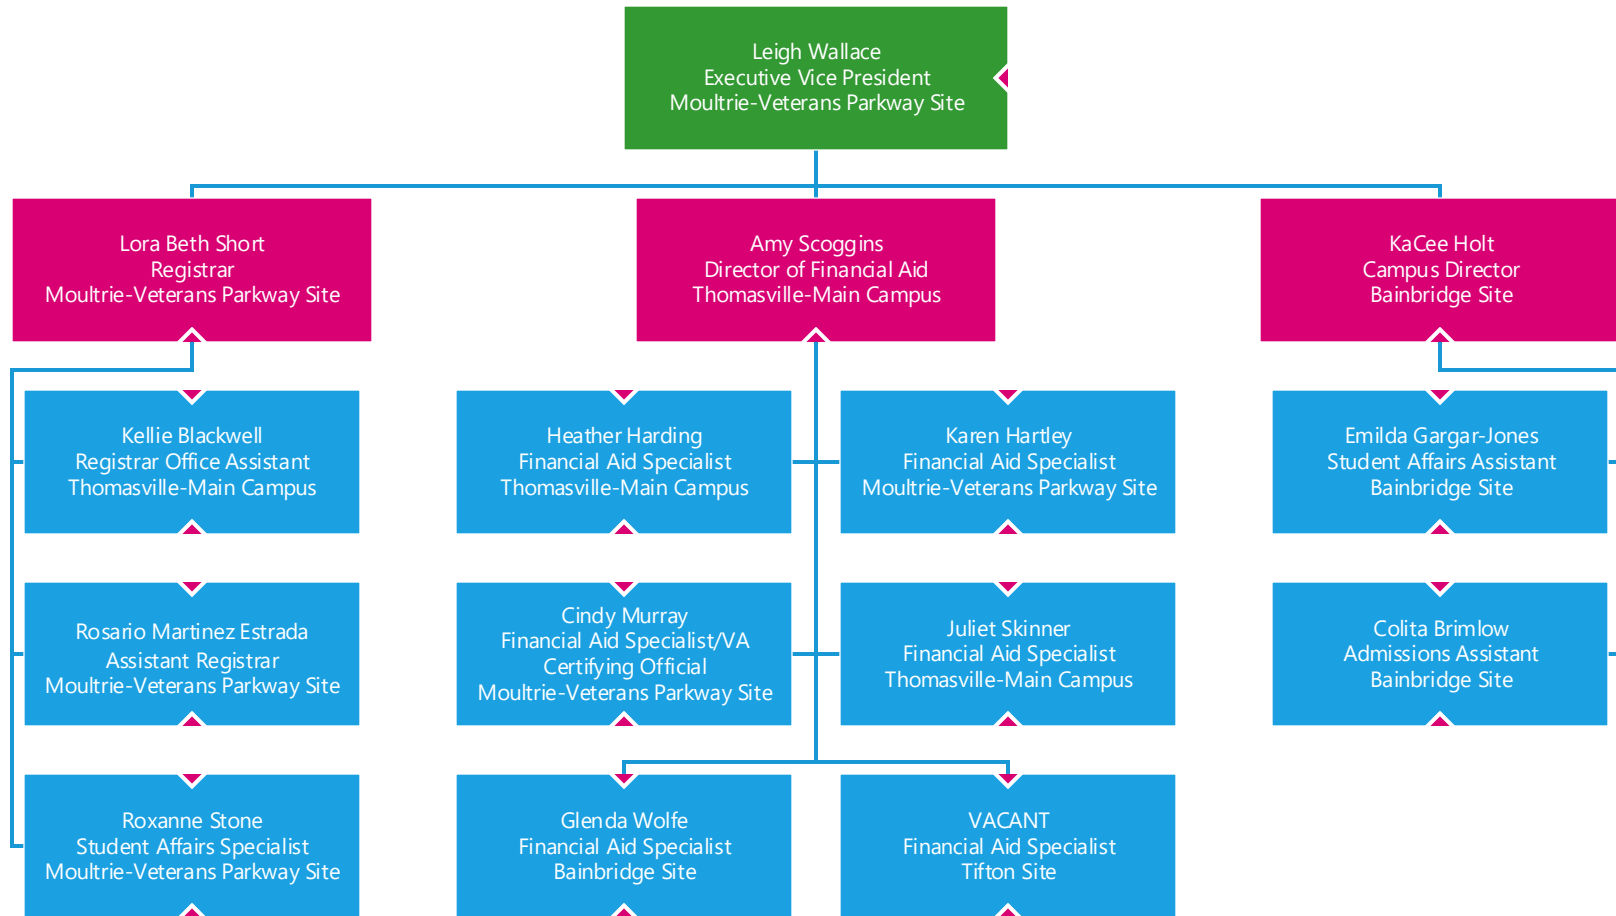 Leigh Wallace
Executive Vice President
Moultrie-Veterans Parkway Site
Lora Beth Short
Registrar
Moultrie-Veterans Parkway Site
Amy Scoggins
Director of Financial Aid
Thomasville-Main Campus
KaCee Holt
Campus Director
Bainbridge Site
Kellie Blackwell
Registrar Office Assistant
Thomasville-Main Campus
Heather Harding
Financial Aid Specialist
Thomasville-Main Campus
Karen Hartley
Financial Aid Specialist
Moultrie-Veterans Parkway Site
Emilda Gargar-Jones
Student Affairs Assistant
Bainbridge Site
Rosario Martinez Estrada
Assistant Registrar
Moultrie-Veterans Parkway Site
Cindy Murray
Financial Aid Specialist/VA
Certifying Official
Moultrie-Veterans Parkway Site
Juliet Skinner
Financial Aid Specialist
Thomasville-Main Campus
Colita Brimlow
Admissions Assistant
Bainbridge Site
Roxanne Stone
Student Affairs Specialist
Moultrie-Veterans Parkway Site
Glenda Wolfe
Financial Aid Specialist
Bainbridge Site
VACANT
Financial Aid Specialist
Tifton Site